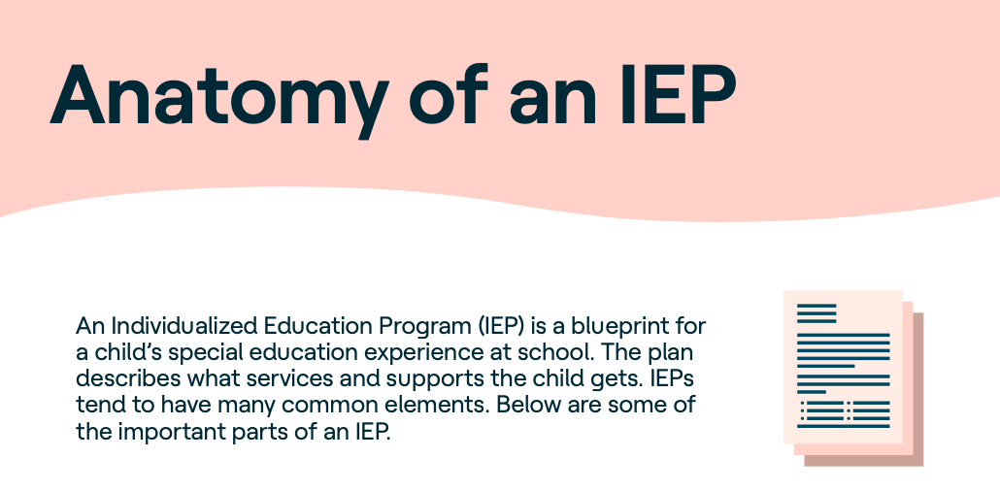 Anatomy of an IEP
An Individualized Education Program (IEP) is a blueprint for
a child’s special education experience at school. The plan
describes what services and supports the child gets. IEPs
tend to have many common elements. Below are some of
the important parts of an IEP.